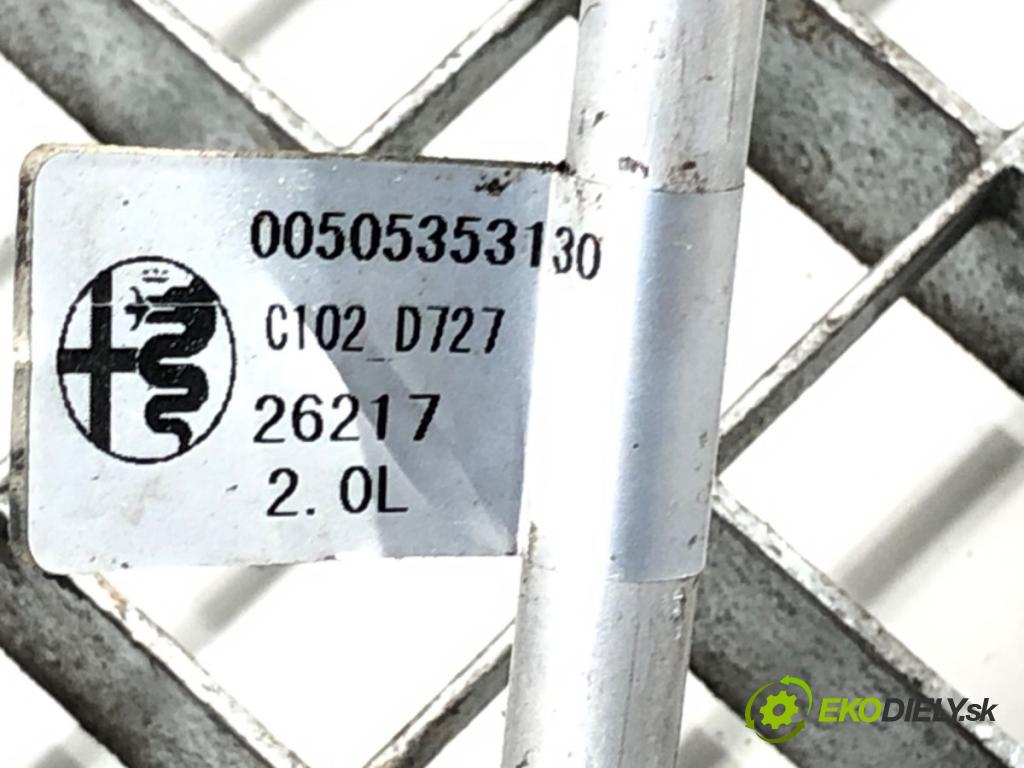 00505353130
C102_D727
26217
2.0L
EKODIELY.sk